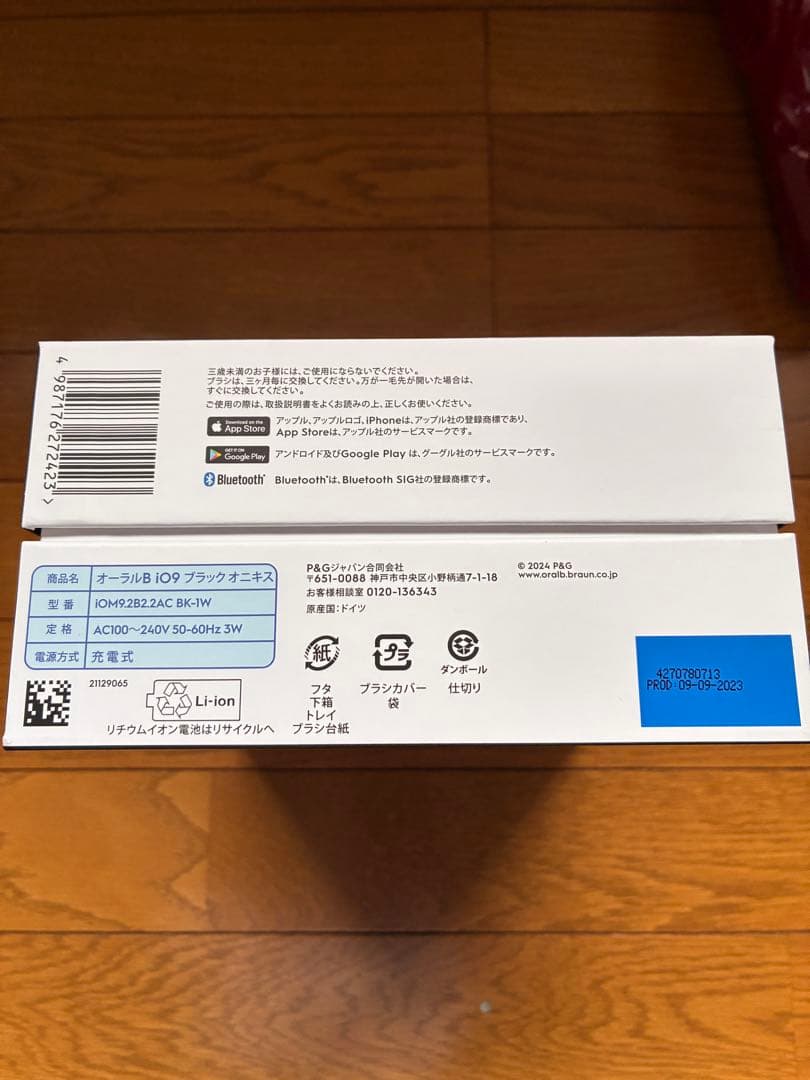 三歳未満のお子様には、ご使用にならないでください。
ブラシは、三ヶ月毎に交換してください。万が一毛先が開いた場合は、
すぐに交換してください。
ご使用の際は、取扱説明書をよくお読みの上、正しくお使いください。
Download on the
App Store
アップル、アップルロゴ、iPhoneは、アップル社の登録商標であり、
App Storeは、アップル社のサービスマークです。
GET IT ON
Google Play
アンドロイド及びGoogle Play は、グーグル社のサービスマークです。
Bluetooth®
Bluetooth®は、Bluetooth SIG社の登録商標です。
4 987176 272423 >
商品名 オーラルB iO9 ブラック オニキス
型番 iOM9.2B2.2AC BK-1W
定格 AC100〜240V 50-60Hz 3W
電源方式 充電式
21129065
Li-ion
リチウムイオン電池はリサイクルへ
P&Gジャパン合同会社
〒651-0088 神戸市中央区小野柄通7-1-18
お客様相談室 0120-136343
原産国:ドイツ
© 2024 P&G
www.oralb.braun.co.jp
紙
フタ
下箱
トレイ
ブラシ台紙
プラ
ブラシカバー
袋
ダンボール
仕切り
4270780713
PROD:09-09-2023